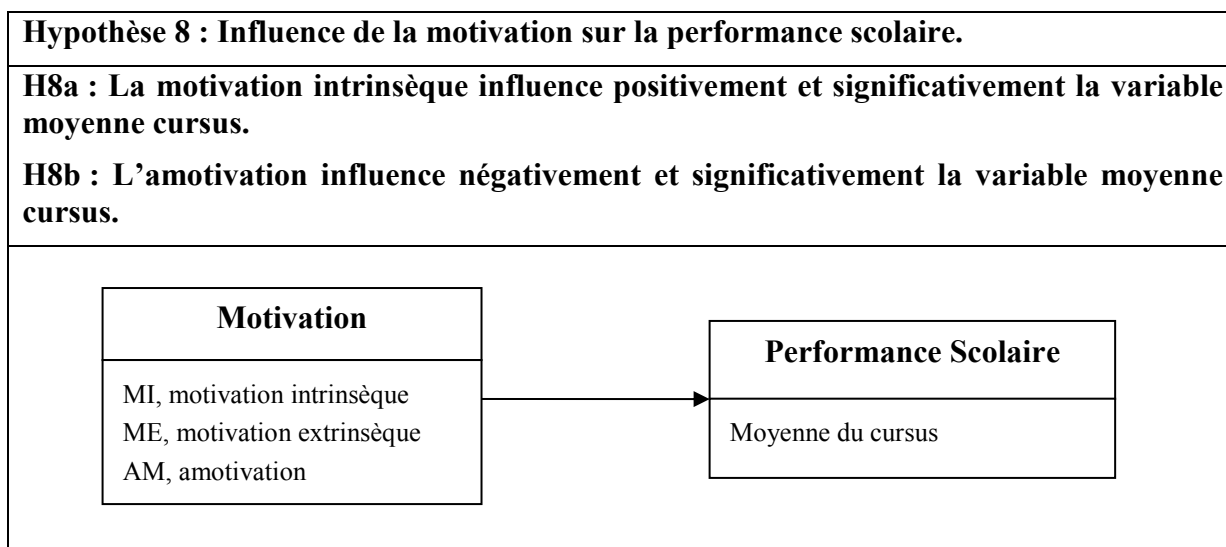 Hypothèse 8 : Influence de la motivation sur la performance scolaire.
H8a : La motivation intrinsèque influence positivement et significativement la variable
moyenne cursus.
H8b : L’amotivation influence négativement et significativement la variable moyenne
cursus.
Motivation
MI, motivation intrinsèque
ME, motivation extrinsèque
AM, amotivation
Performance Scolaire
Moyenne du cursus